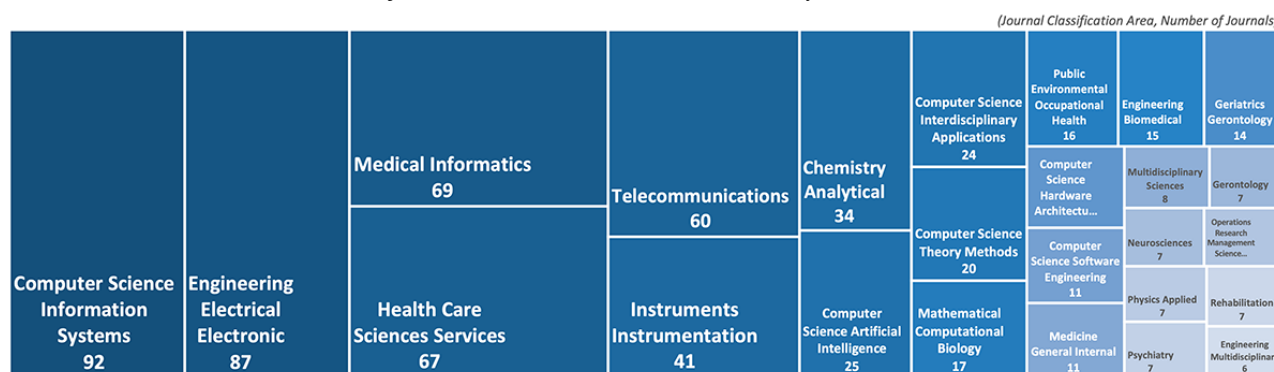 (Journal Classification Area, Number of Journals
Computer Science
Information
Systems
92
Engineering
Electrical
Electronic
87
Medical Informatics
69
Health Care
Sciences Services
67
Telecommunications
60
Instruments
Instrumentation
41
Chemistry
Analytical
34
Computer
Science Artificial
Intelligence
25
Computer Science
Interdisciplinary
Applications
24
Computer Science
Theory Methods
20
Mathematical
Computational
Biology
17
Public
Environmental
Occupational
Health
16
Computer
Science
Hardware
Architectu...
Computer
Science Software
Engineering
11
Medicine
General Internal
11
Engineering
Biomedical
15
Multidisciplinary
Sciences
8
Neurosciences
7
Physics Applied
7
Psychiatry
7
Geriatrics
Gerontology
14
Gerontology
7
Operations
Research
Management
Science...
Rehabilitation
7
Engineering
Multidisciplinar
6